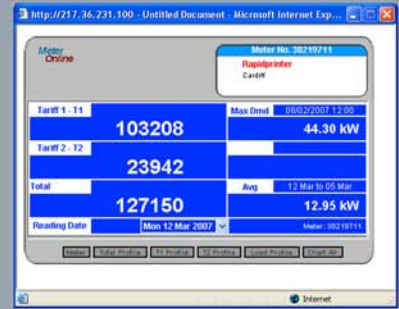 http://217.36.231.100 - Untitled Document - Microsoft Internet Exp...
Meter Online
Meter No. 30219711
Rapidprinter
Cardiff
Tariff 1 - T1
Max Dmd 08/02/2007 12:00
103208
44.30 kW
Tariff 2 - T2
23942
Total
Avg 12 Mar to 05 Mar
127150
12.95 kW
Reading Date Mon 12 Mar 2007
Meter: 30219711
Meter Total Profile T1 Profile T2 Profile Load Profile Chart All
Internet